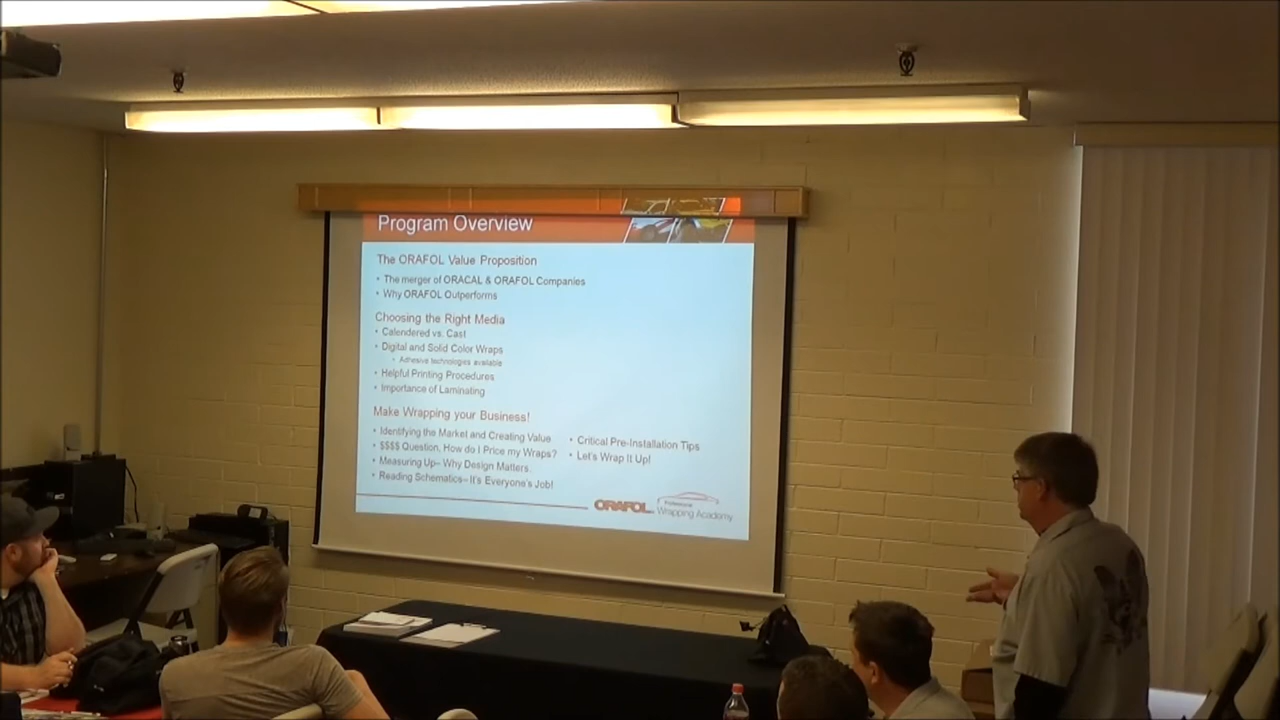 Program Overview
The ORAFOL Value Proposition
• The merger of ORACAL & ORAFOL Companies
• Why ORAFOL Outperforms
Choosing the Right Media
• Calendered vs. Cast
• Digital and Solid Color Wraps
• Adhesive technologies available
• Helpful Printing Procedures
• Importance of Laminating
Make Wrapping your Business!
• Identifying the Market and Creating Value
• $$$$ Question, How do I Price my Wraps?
• Measuring Up– Why Design Matters.
• Reading Schematics– It's Everyone's Job!
• Critical Pre-Installation Tips
• Let's Wrap It Up!
ORAFOL
Professional
Wrapping Academy